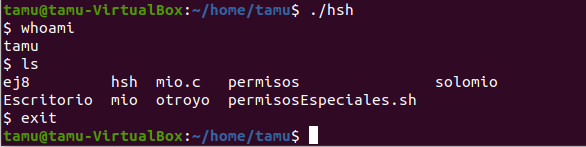 tamu@tamu-VirtualBox:~/home/tamu$ ./hsh
$ whoami
tamu
$ ls
ej8        hsh  mio.c   permisos               solomio
Escritorio  mio  otroyo  permisosEspeciales.sh
$ exit
tamu@tamu-VirtualBox:~/home/tamu$